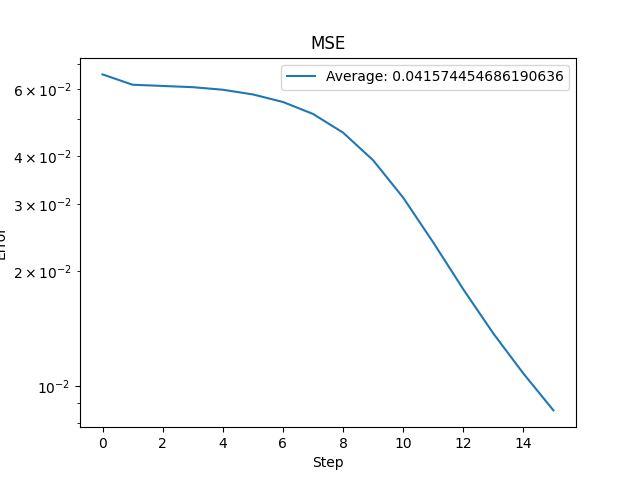 MSE
Average: 0.041574454686190636
6 × 10⁻²
4 × 10⁻²
3 × 10⁻²
2 × 10⁻²
10⁻²
Error
0 2 4 6 8 10 12 14
Step